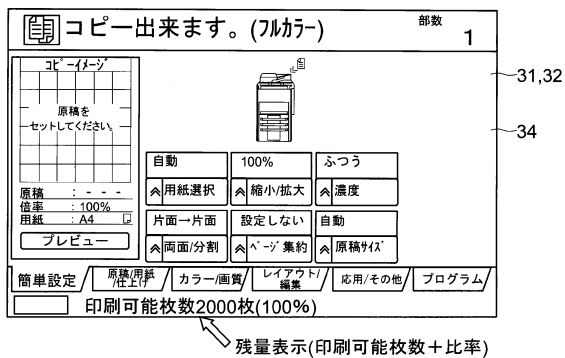 コピー出来ます。(フルカラー)
部数
1
コピーイメージ
原稿を
セットしてください。
原稿 : - - -
倍率 : 100%
用紙 : A4
プレビュー
自動
100%
ふつう
用紙選択
縮小/拡大
濃度
片面→片面
設定しない
自動
両面/分割
ページ集約
原稿サイズ
簡単設定
原稿/用紙
/仕上げ
カラー/画質
レイアウト/
編集
応用/その他
プログラム
印刷可能枚数2000枚(100%)
31,32
34
残量表示(印刷可能枚数＋比率)